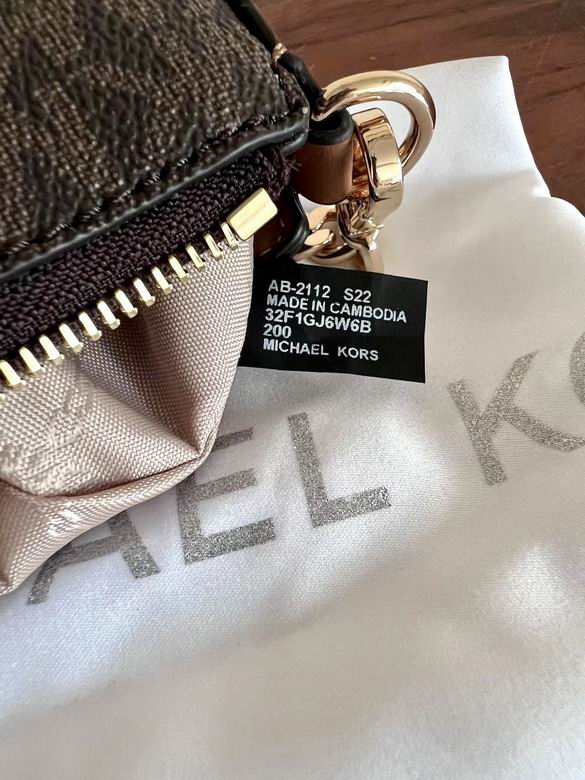 AB-2112 S22
MADE IN CAMBODIA
32F1GJ6W6B
200
MICHAEL KORS
AEL KO